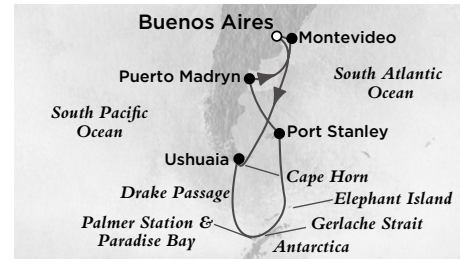 Buenos Aires
Montevideo
Puerto Madryn
South Atlantic
Ocean
South Pacific
Ocean
Port Stanley
Ushuaia
Cape Horn
Drake Passage
Elephant Island
Palmer Station &
Paradise Bay
Gerlache Strait
Antarctica